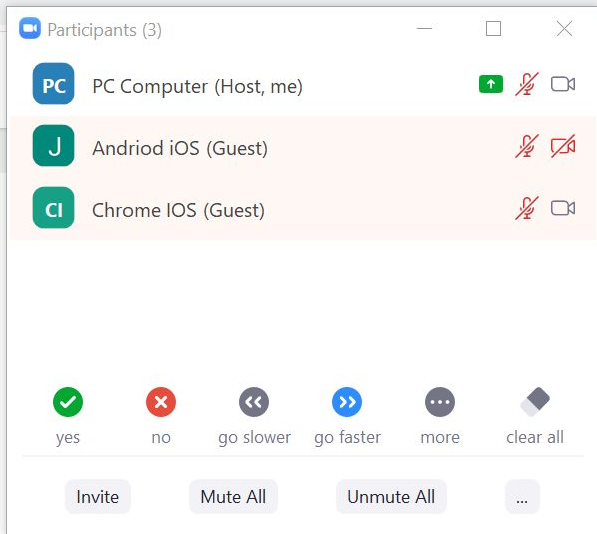 Participants (3)
PC PC Computer (Host, me)
J Andriod iOS (Guest)
CI Chrome IOS (Guest)
yes no go slower go faster more clear all
Invite Mute All Unmute All ...